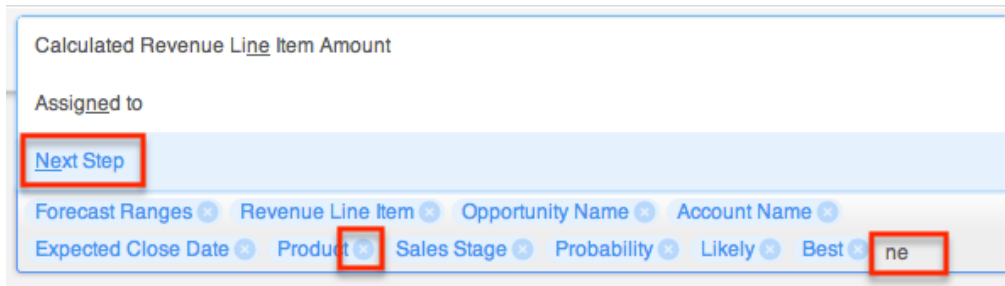 Calculated Revenue Line Item Amount
Assigned to
Next Step
Forecast Ranges Revenue Line Item Opportunity Name Account Name
Expected Close Date Product Sales Stage Probability Likely Best ne